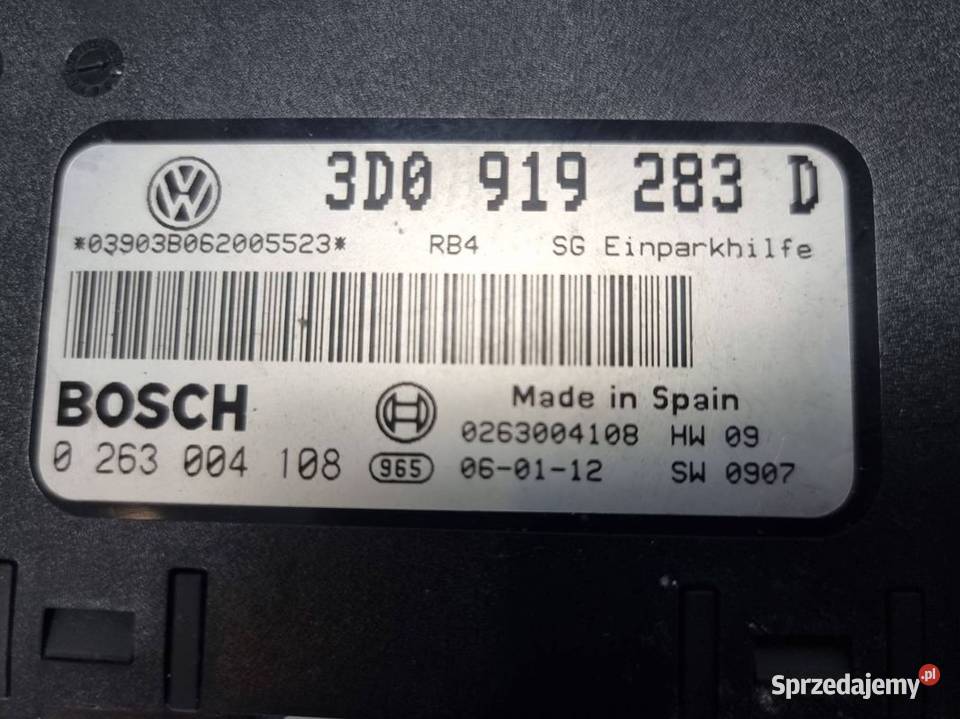 3D0 919 283 D
*03903B062005523* RB4 SG Einparkhilfe
BOSCH
Made in Spain
0263004108 HW 09
0 263 004 108 965 06-01-12 SW 0907
Sprzedajemy.pl